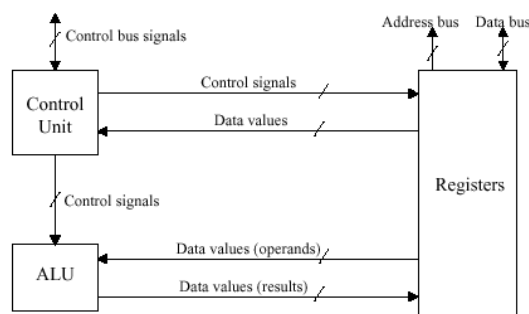 Address bus
Data bus
Control bus signals
Control
Unit
Control signals
Data values
Registers
Control signals
ALU
Data values (operands)
Data values (results)